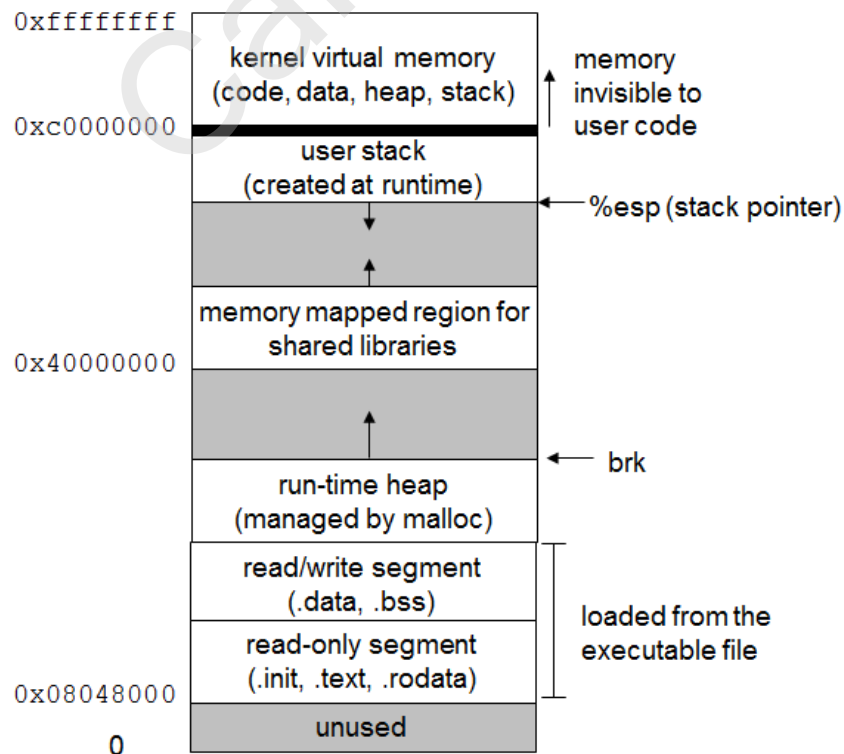 0xffffffff
kernel virtual memory
(code, data, heap, stack)
memory
invisible to
user code
0xc0000000
user stack
(created at runtime)
%esp (stack pointer)
memory mapped region for
shared libraries
0x40000000
brk
run-time heap
(managed by malloc)
read/write segment
(.data, .bss)
loaded from the
executable file
read-only segment
(.init, .text, .rodata)
0x08048000
unused
0